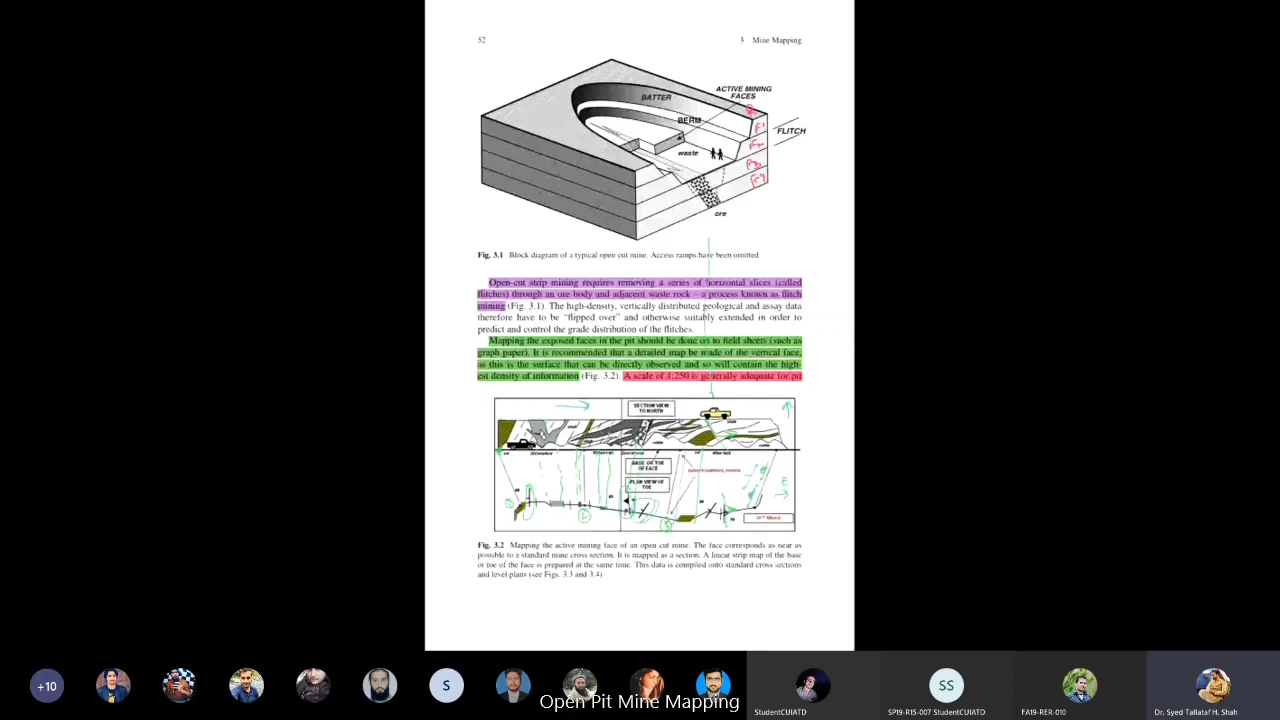 52
3 Mine Mapping
ACTIVE MINING
FACES
BATTER
BERM
FLITCH
waste
ore
F1
F2
F3
F4
Fig. 3.1 Block diagram of a typical open cut mine. Access ramps have been omitted
Open-cut strip mining requires removing a series of horizontal slices (called
flitches) through an ore body and adjacent waste rock – a process known as flitch
mining (Fig. 3.1). The high-density, vertically distributed geological and assay data
therefore have to be “flipped over” and otherwise suitably extended in order to
predict and control the grade distribution of the flitches.
Mapping the exposed faces in the pit should be done on to field sheets (such as
graph paper). It is recommended that a detailed map be made of the vertical face,
as this is the surface that can be directly observed and so will contain the high-
est density of information (Fig. 3.2). A scale of 1:250 is generally adequate for pit
SECTION VIEW
TO NORTH
BASE OR TOE
OF FACE
PLAN VIEW OF
TOE
Fig. 3.2 Mapping the active mining face of an open cut mine. The face corresponds as near as
possible to a standard mine cross section. It is mapped as a section. A linear strip map of the base
or toe of the face is prepared at the same time. This data is compiled onto standard cross sections
and level plans (see Figs. 3.3 and 3.4)
+10
S
SS
Open Pit Mine Mapping
StudentCUIATD
SP19-R15-007 StudentCUIATD
FA19-RER-010
Dr. Syed Tallataf H. Shah